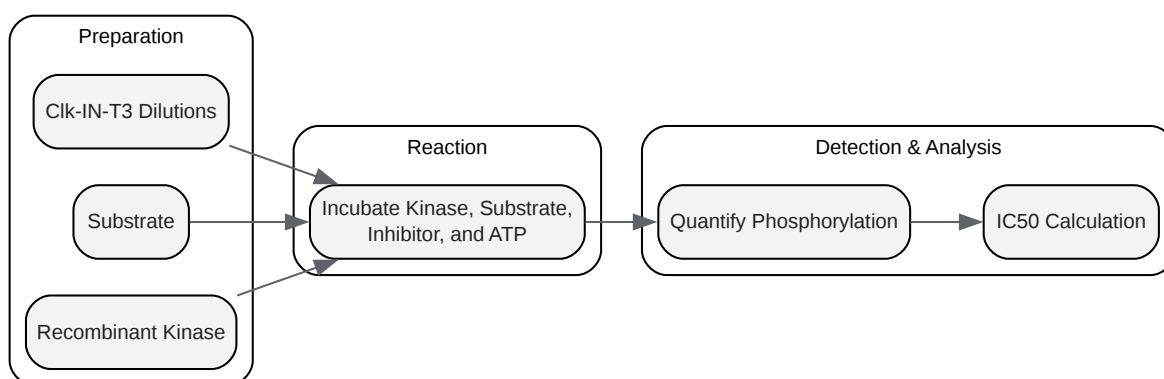 Preparation
Clk-IN-T3 Dilutions
Substrate
Recombinant Kinase
Reaction
Incubate Kinase, Substrate,
Inhibitor, and ATP
Detection & Analysis
Quantify Phosphorylation
IC50 Calculation